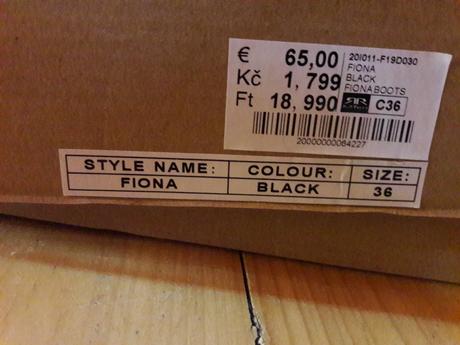 € 65,00
Kč 1,799
Ft 18,990
20I011-F19D030
FIONA
BLACK
FIONA BOOTS
C36
20000000064227
STYLE NAME: COLOUR: SIZE:
FIONA BLACK 36